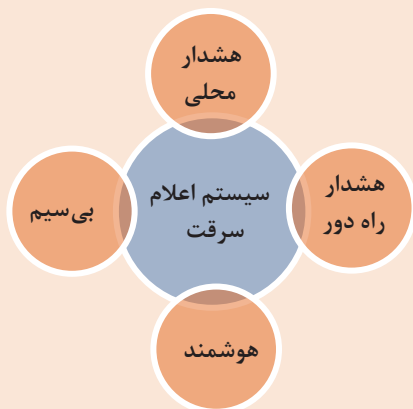 هشدار
محلی
سیستم اعلام
سرقت
هشدار
راه دور
بی‌سیم
هوشمند